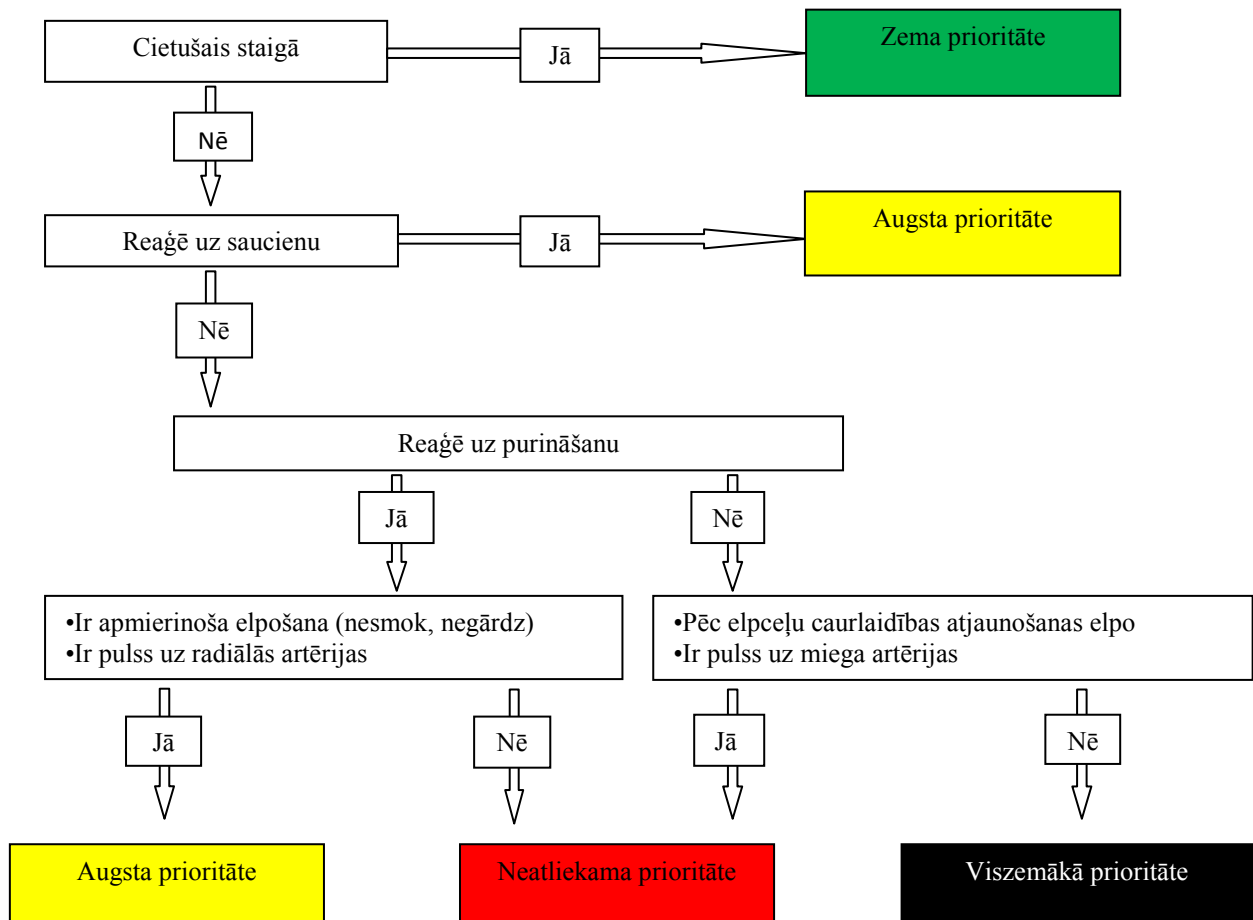 Cietušais staigā
Jā
Zema prioritāte
Nē
Reaģē uz saucienu
Jā
Augsta prioritāte
Nē
Reaģē uz purināšanu
Jā
Nē
•Ir apmierinoša elpošana (nesmok, negārdz)
•Ir pulss uz radiālās artērijas
•Pēc elpceļu caurlaidības atjaunošanas elpo
•Ir pulss uz miega artērijas
Jā
Nē
Jā
Nē
Augsta prioritāte
Neatliekama prioritāte
Viszemākā prioritāte